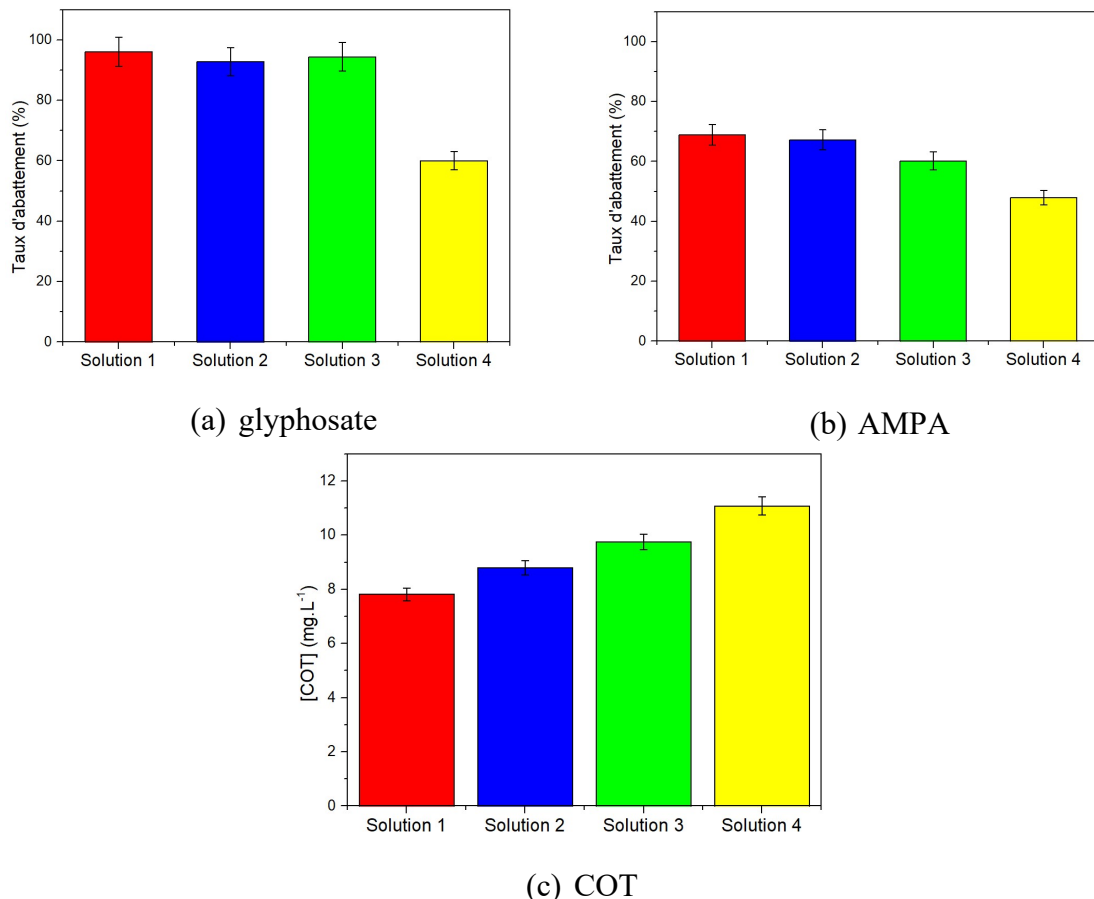 Taux d'abattement (%)
100
80
60
40
20
0
Solution 1 Solution 2 Solution 3 Solution 4
(a) glyphosate
Taux d'abattement (%)
100
80
60
40
20
0
Solution 1 Solution 2 Solution 3 Solution 4
(b) AMPA
[COT] (mg.L⁻¹)
12
10
8
6
4
2
0
Solution 1 Solution 2 Solution 3 Solution 4
(c) COT